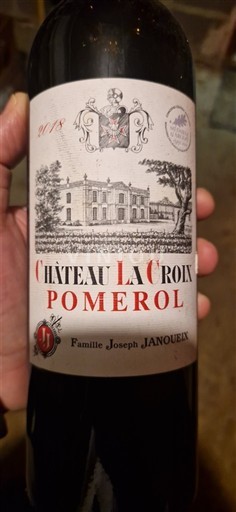 2018
CHÂTEAU LA CROIX
POMEROL
Famille Joseph JANOUEIX